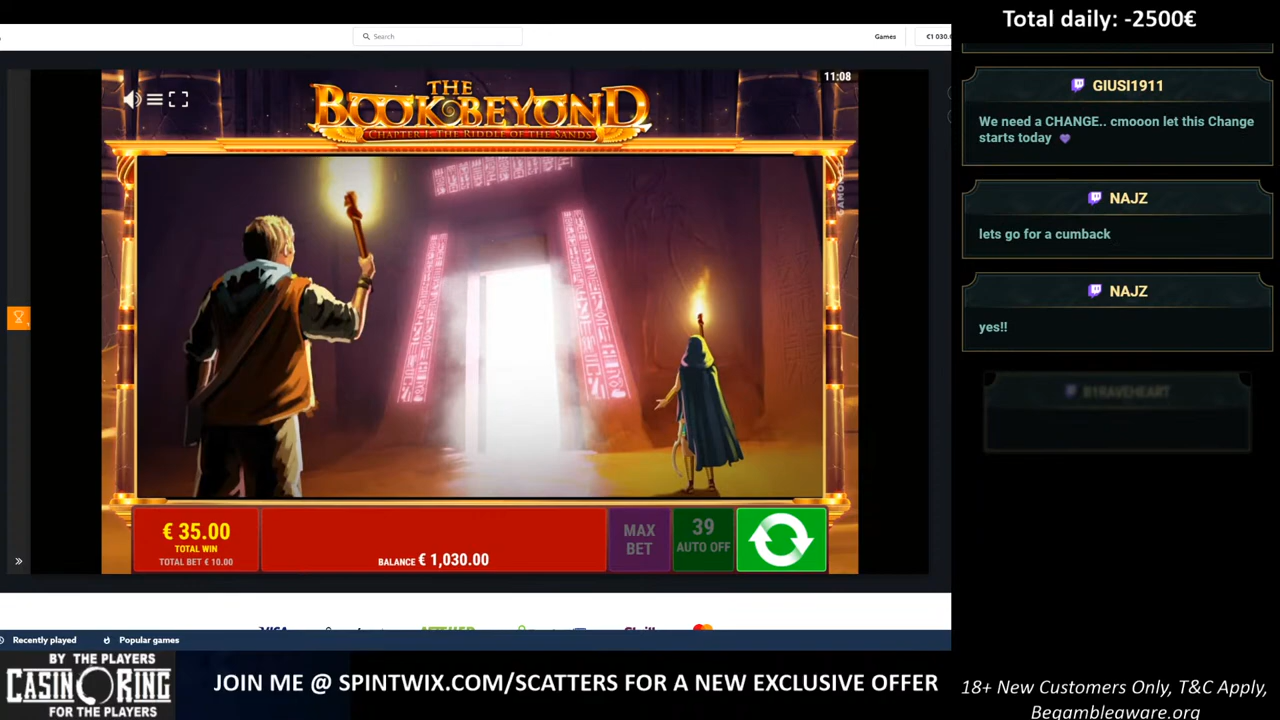 Total daily: -2500€
Search
Games
€1 030.0
11:08
THE
BOOK BEYOND
CHAPTER I: THE RIDDLE OF THE SANDS
GIUSI1911
We need a CHANGE.. cmooon let this Change
starts today
NAJZ
lets go for a cumback
NAJZ
yes!!
B1RAVEHEART
€ 35.00
TOTAL WIN
TOTAL BET € 10.00
BALANCE € 1,030.00
MAX
BET
39
AUTO OFF
Recently played
Popular games
BY THE PLAYERS
CASINO RING
FOR THE PLAYERS
JOIN ME @ SPINTWIX.COM/SCATTERS FOR A NEW EXCLUSIVE OFFER
18+ New Customers Only, T&C Apply,
Begambleaware.org